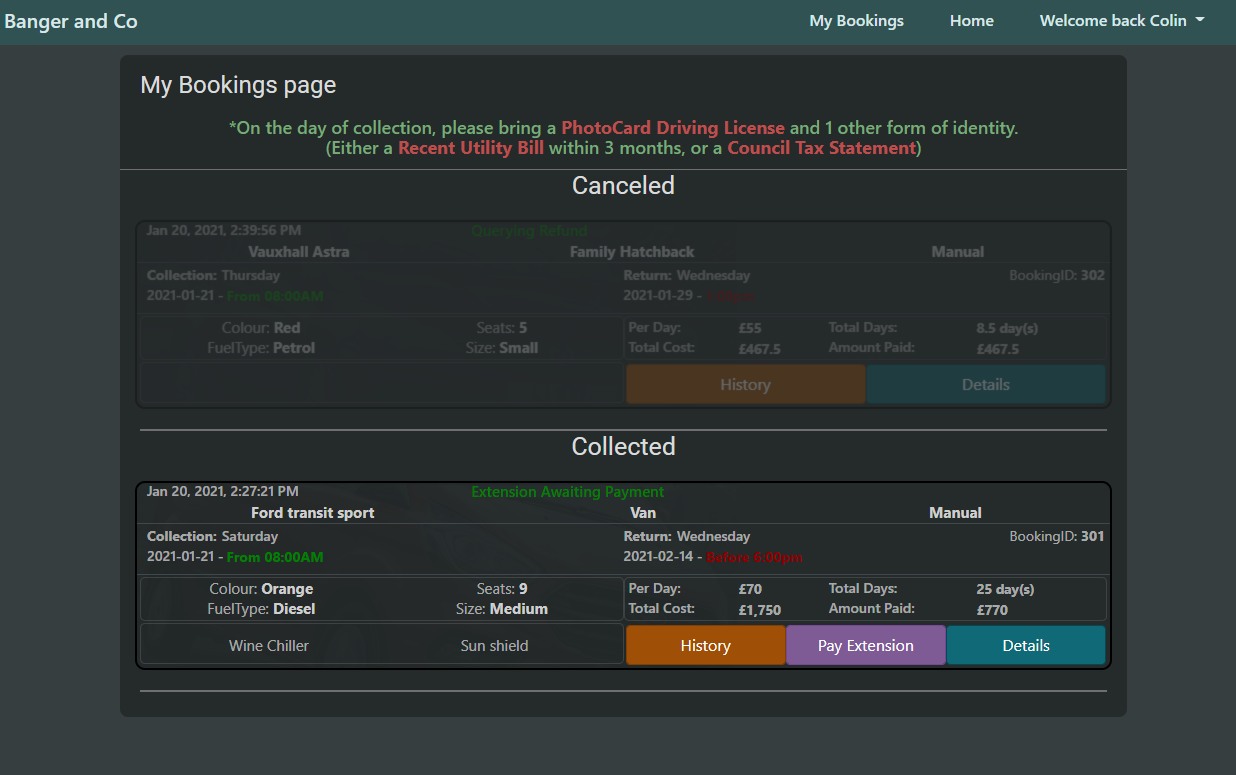 Banger and Co
My Bookings Home Welcome back Colin
My Bookings page
*On the day of collection, please bring a PhotoCard Driving License and 1 other form of identity.
(Either a Recent Utility Bill within 3 months, or a Council Tax Statement)
Canceled
Jan 20, 2021, 2:39:56 PM Querying Refund
Vauxhall Astra Family Hatchback Manual
Collection: Thursday Return: Wednesday BookingID: 302
2021-01-21 - From 08:00AM 2021-01-29 -
Colour: Red Seats: 5 Per Day: £55 Total Days: 8.5 day(s)
FuelType: Petrol Size: Small Total Cost: £467.5 Amount Paid: £467.5
History Details
Collected
Jan 20, 2021, 2:27:21 PM Extension Awaiting Payment
Ford transit sport Van Manual
Collection: Saturday Return: Wednesday BookingID: 301
2021-01-21 - From 08:00AM 2021-02-14 - Before 6:00pm
Colour: Orange Seats: 9 Per Day: £70 Total Days: 25 day(s)
FuelType: Diesel Size: Medium Total Cost: £1,750 Amount Paid: £770
Wine Chiller Sun shield History Pay Extension Details